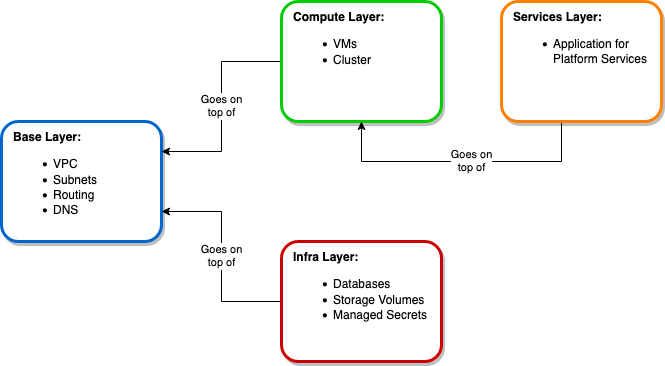 Compute Layer:
• VMs
• Cluster
Services Layer:
• Application for
Platform Services
Goes on
top of
Base Layer:
• VPC
• Subnets
• Routing
• DNS
Goes on
top of
Goes on
top of
Infra Layer:
• Databases
• Storage Volumes
• Managed Secrets